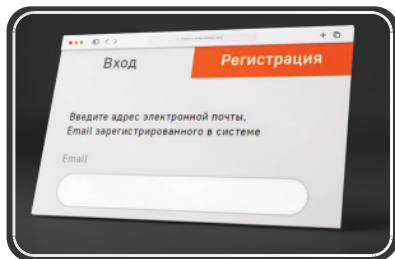 Вход
Регистрация
Введите адрес электронной почты,
Email зарегистрированного в системе
Email